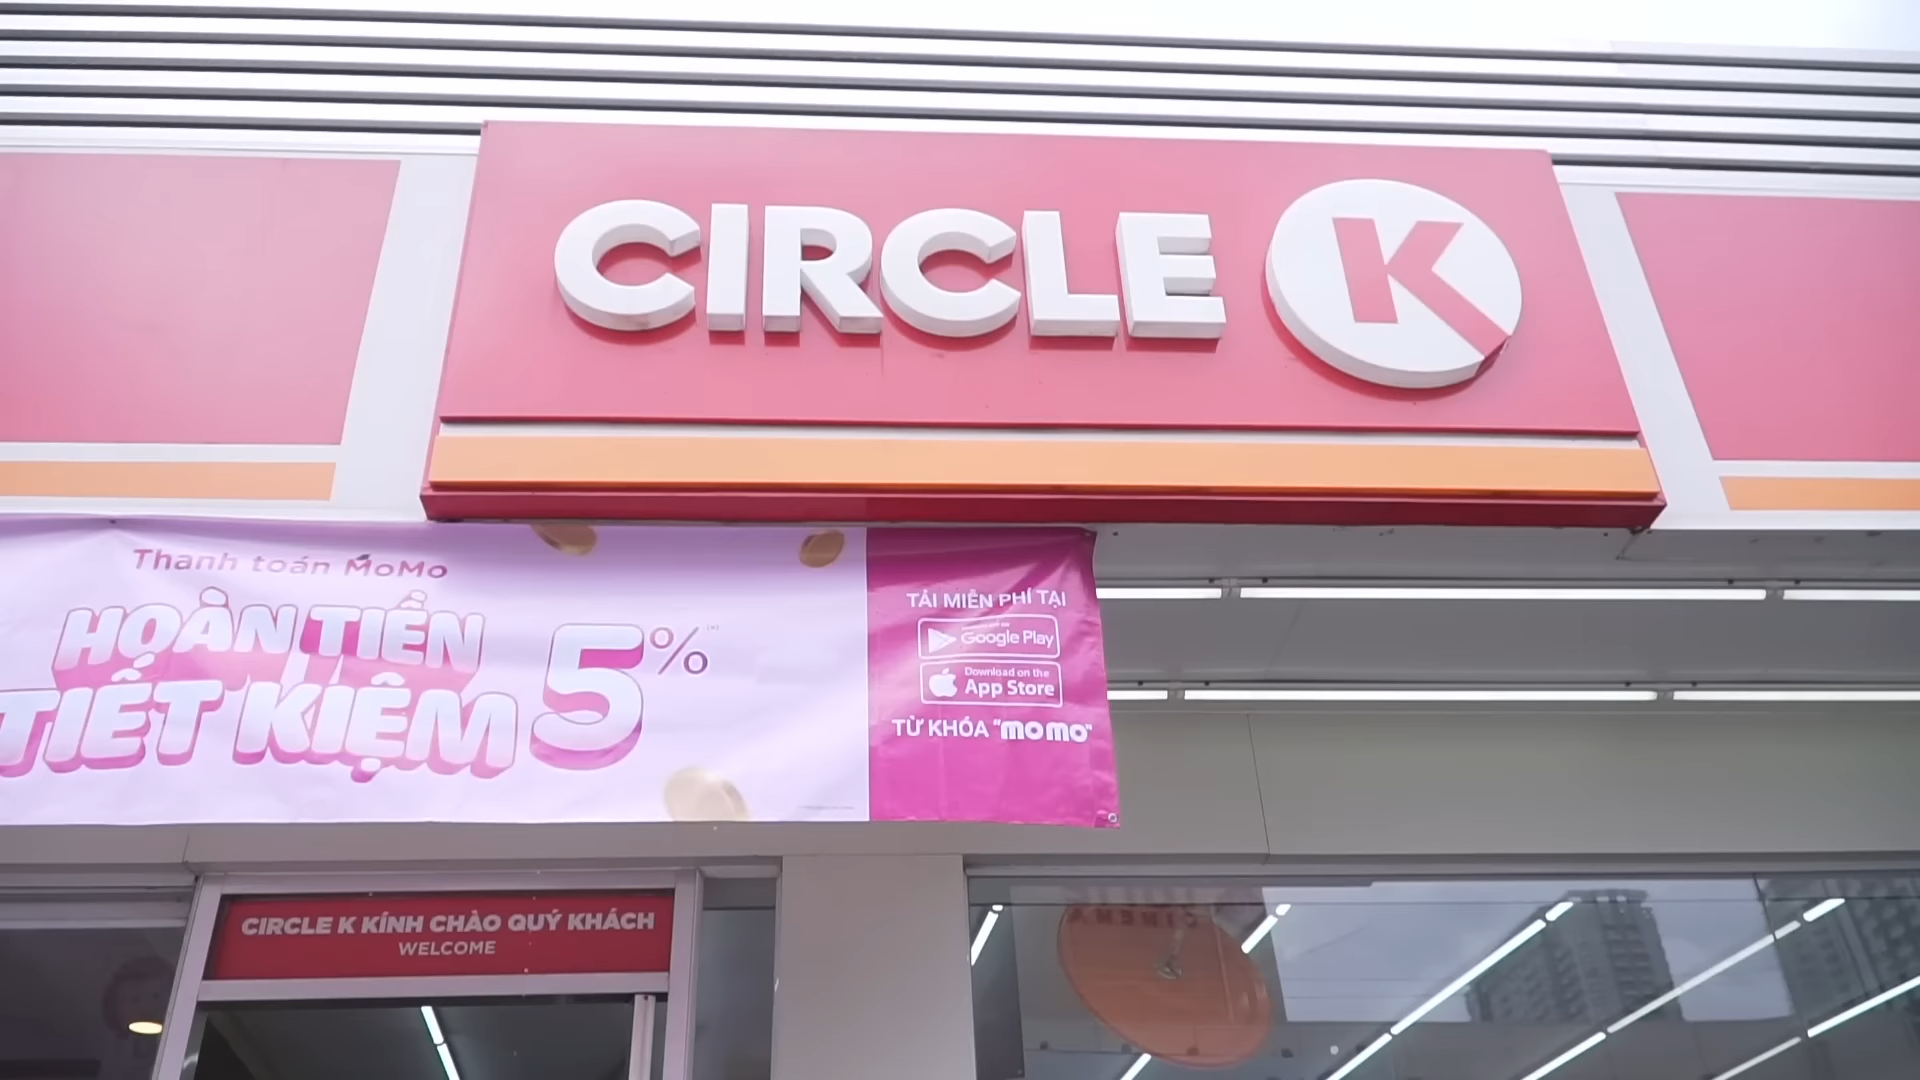 CIRCLE K
Thanh toán MoMo
HOÀN TIỀN
TIẾT KIỆM 5%
TẢI MIỄN PHÍ TẠI
Google Play
Download on the
App Store
TỪ KHÓA "momo"
CIRCLE K KÍNH CHÀO QUÝ KHÁCH
WELCOME
CINEMA